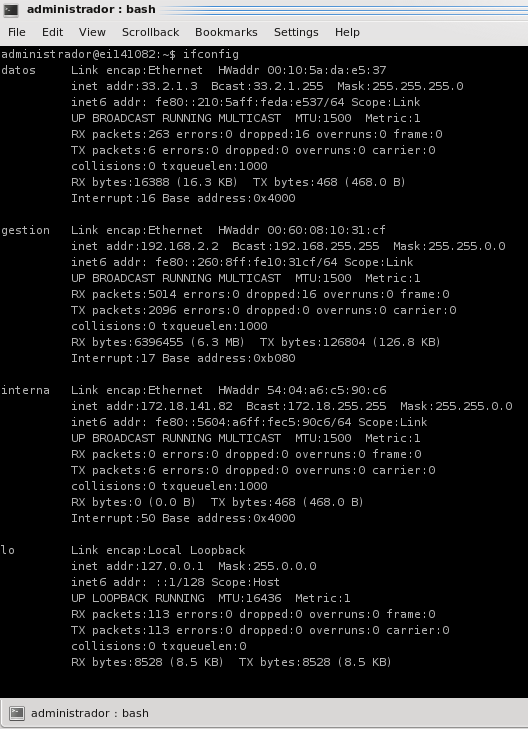 administrador : bash
File Edit View Scrollback Bookmarks Settings Help
administrador@ei141082:~$ ifconfig
datos Link encap:Ethernet HWaddr 00:10:5a:da:e5:37
inet addr:33.2.1.3 Bcast:33.2.1.255 Mask:255.255.255.0
inet6 addr: fe80::210:5aff:feda:e537/64 Scope:Link
UP BROADCAST RUNNING MULTICAST MTU:1500 Metric:1
RX packets:263 errors:0 dropped:16 overruns:0 frame:0
TX packets:6 errors:0 dropped:0 overruns:0 carrier:0
collisions:0 txqueuelen:1000
RX bytes:16388 (16.3 KB) TX bytes:468 (468.0 B)
Interrupt:16 Base address:0x4000
gestion Link encap:Ethernet HWaddr 00:60:08:10:31:cf
inet addr:192.168.2.2 Bcast:192.168.255.255 Mask:255.255.0.0
inet6 addr: fe80::260:8ff:fe10:31cf/64 Scope:Link
UP BROADCAST RUNNING MULTICAST MTU:1500 Metric:1
RX packets:5014 errors:0 dropped:16 overruns:0 frame:0
TX packets:2096 errors:0 dropped:0 overruns:0 carrier:0
collisions:0 txqueuelen:1000
RX bytes:6396455 (6.3 MB) TX bytes:126804 (126.8 KB)
Interrupt:17 Base address:0xb080
interna Link encap:Ethernet HWaddr 54:04:a6:c5:90:c6
inet addr:172.18.141.82 Bcast:172.18.255.255 Mask:255.255.0.0
inet6 addr: fe80::5604:a6ff:fec5:90c6/64 Scope:Link
UP BROADCAST RUNNING MULTICAST MTU:1500 Metric:1
RX packets:0 errors:0 dropped:0 overruns:0 frame:0
TX packets:6 errors:0 dropped:0 overruns:0 carrier:0
collisions:0 txqueuelen:1000
RX bytes:0 (0.0 B) TX bytes:468 (468.0 B)
Interrupt:50 Base address:0x4000
lo Link encap:Local Loopback
inet addr:127.0.0.1 Mask:255.0.0.0
inet6 addr: ::1/128 Scope:Host
UP LOOPBACK RUNNING MTU:16436 Metric:1
RX packets:113 errors:0 dropped:0 overruns:0 frame:0
TX packets:113 errors:0 dropped:0 overruns:0 carrier:0
collisions:0 txqueuelen:0
RX bytes:8528 (8.5 KB) TX bytes:8528 (8.5 KB)
administrador : bash